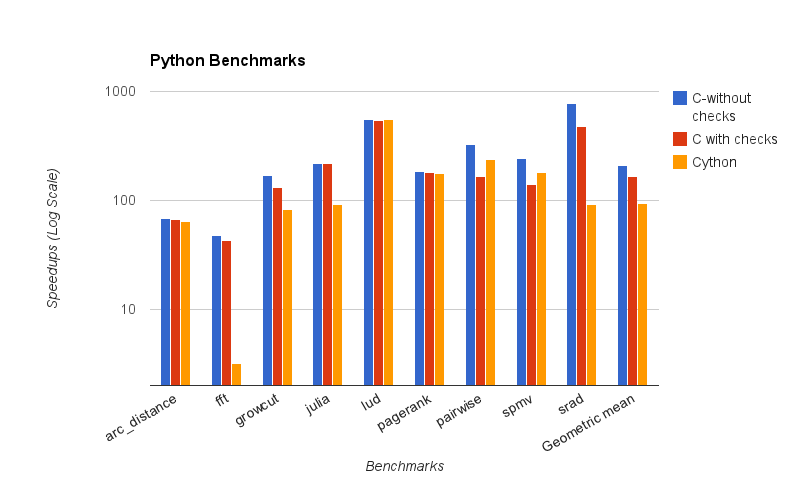 Python Benchmarks
1000
100
10
Speedups (Log Scale)
C-without
checks
C with checks
Cython
arc_distance
fft
growcut
julia
lud
pagerank
pairwise
spmv
srad
Geometric mean
Benchmarks